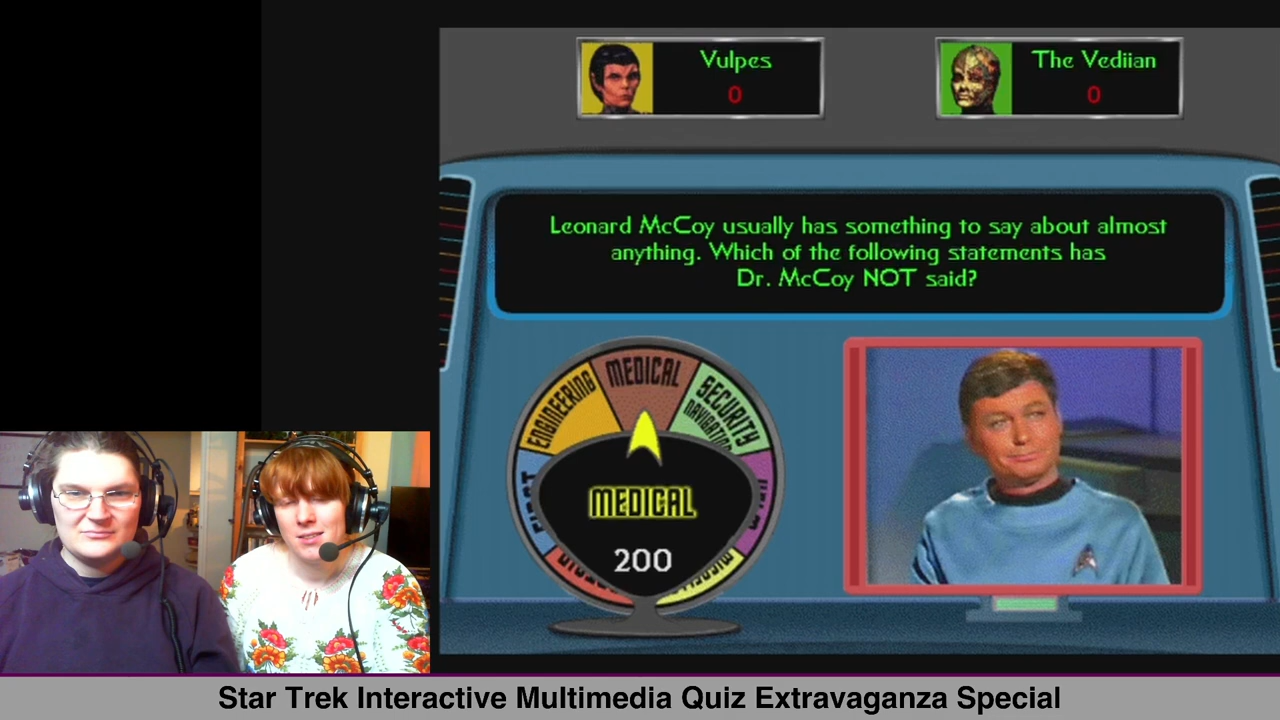 Vulpes
0
The Vediian
0
Leonard McCoy usually has something to say about almost
anything. Which of the following statements has
Dr. McCoy NOT said?
ENGINEERING
MEDICAL
SECURITY
NAVIGATION
MEDICAL
200
Star Trek Interactive Multimedia Quiz Extravaganza Special